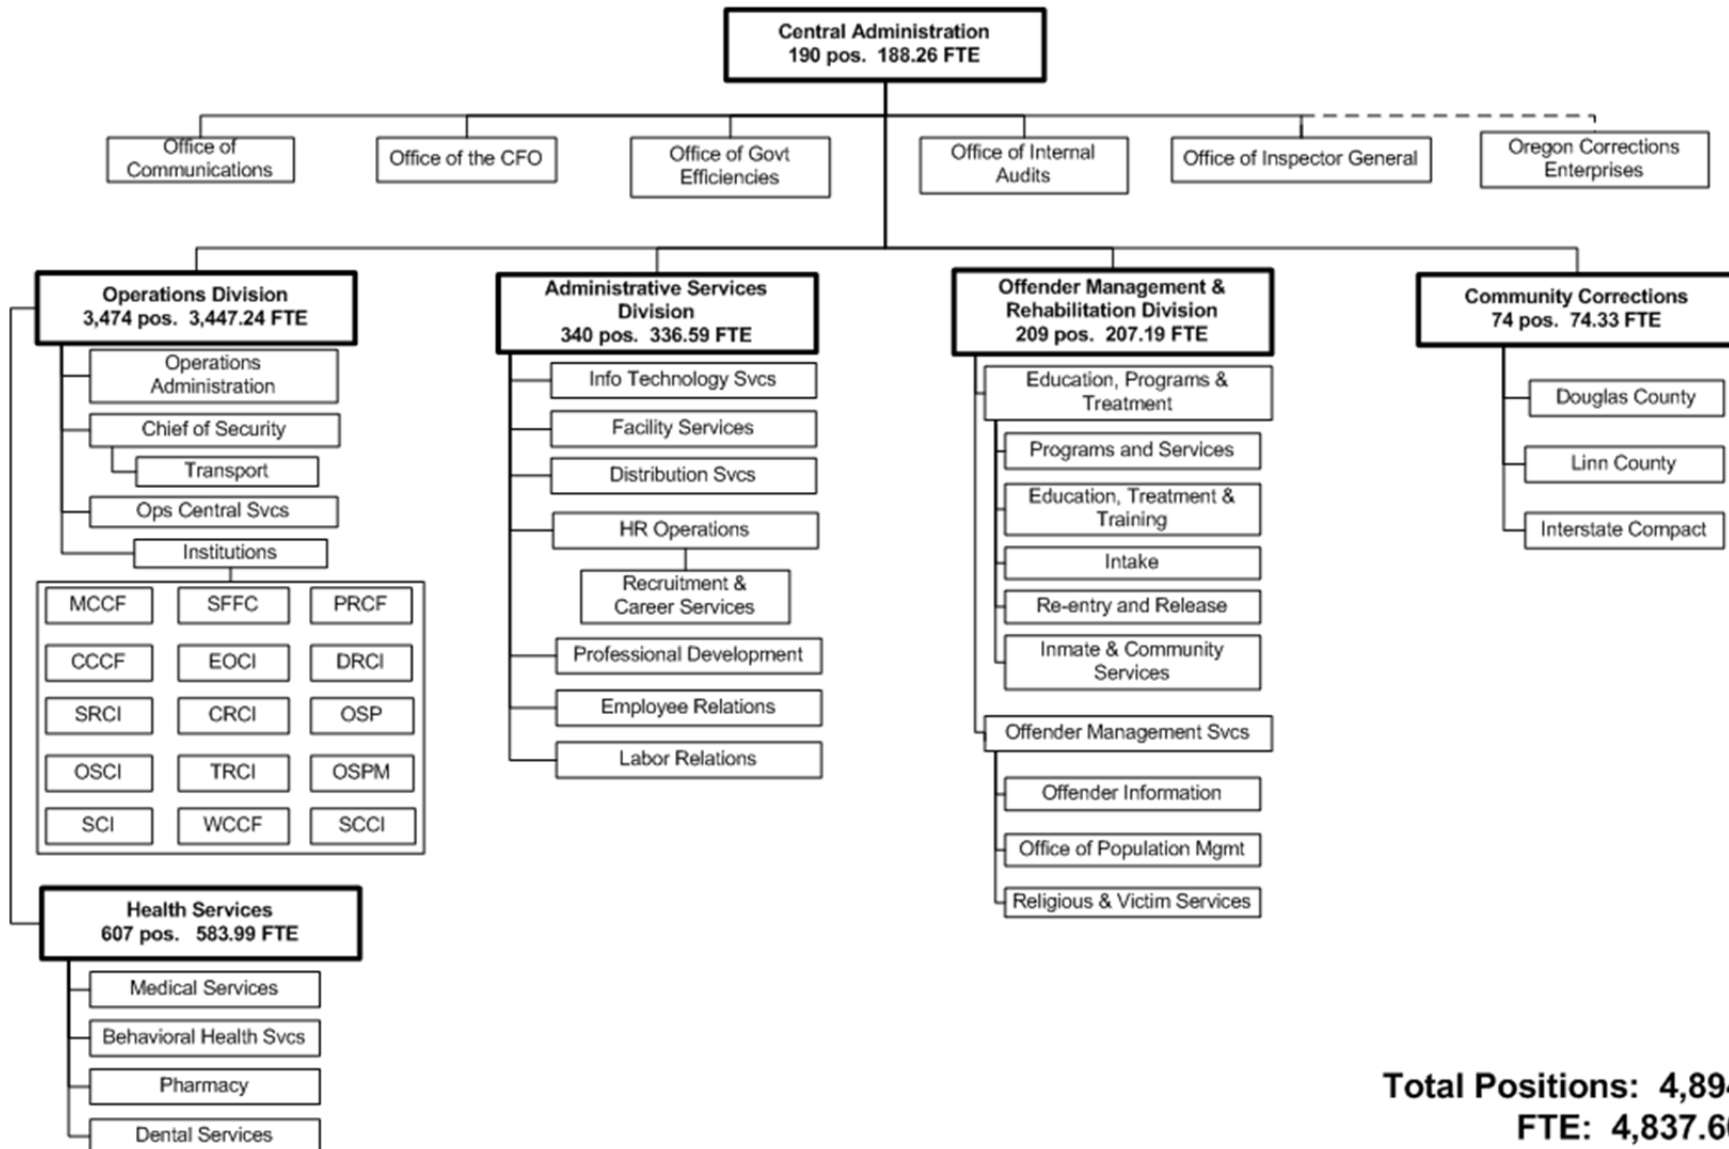 Central Administration
190 pos.  188.26 FTE
Office of
Communications
Office of the CFO
Office of Govt
Efficiencies
Office of Internal
Audits
Office of Inspector General
Oregon Corrections
Enterprises
Operations Division
3,474 pos.  3,447.24 FTE
Operations
Administration
Chief of Security
Transport
Ops Central Svcs
Institutions
MCCF
SFFC
PRCF
CCCF
EOCI
DRCI
SRCI
CRCI
OSP
OSCI
TRCI
OSPM
SCI
WCCF
SCCI
Health Services
607 pos.   583.99 FTE
Medical Services
Behavioral Health Svcs
Pharmacy
Dental Services
Administrative Services
Division
340 pos.  336.59 FTE
Info Technology Svcs
Facility Services
Distribution Svcs
HR Operations
Recruitment &
Career Services
Professional Development
Employee Relations
Labor Relations
Offender Management &
Rehabilitation Division
209 pos.  207.19 FTE
Education, Programs &
Treatment
Programs and Services
Education, Treatment &
Training
Intake
Re-entry and Release
Inmate & Community
Services
Offender Management Svcs
Offender Information
Office of Population Mgmt
Religious & Victim Services
Community Corrections
74 pos.  74.33 FTE
Douglas County
Linn County
Interstate Compact
Total Positions:  4,894
FTE:  4,837.60